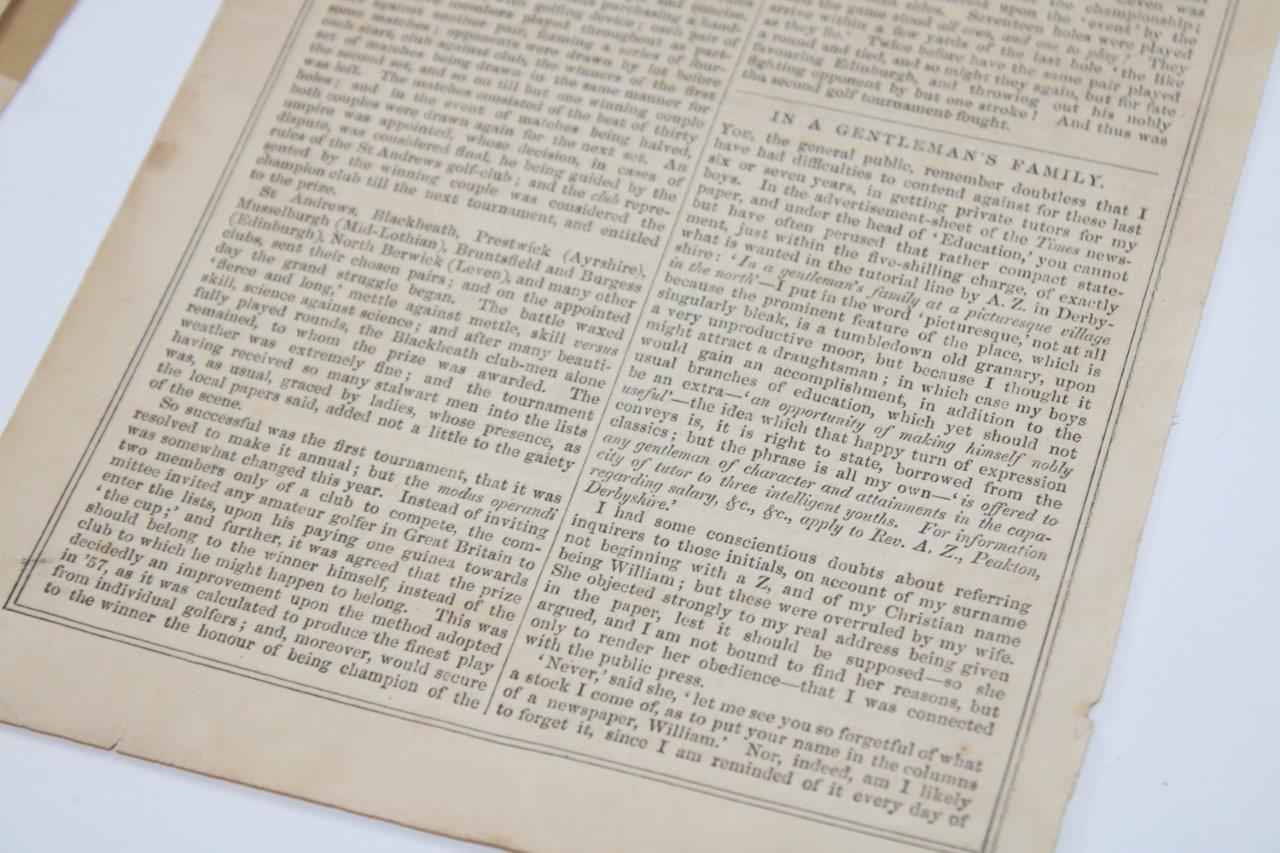 some matches; opponents were drawn by lot before
each; pair, forming a series of four-
set of matches being drawn, the winners of the first
the second set, and so on till but one winning couple
was left. The matches consisted of the best of thirty
holes; and in the event of matches being halved,
both couples were drawn again for the next set. An
umpire was appointed, whose decision, in cases of
dispute, was considered final, he being guided by the
rules of the St Andrews golf-club; and the club repre-
sented by the winning couple was considered the
champion club till the next tournament, and entitled
to the prize.
St Andrews, Blackheath, Prestwick (Ayrshire),
Musselburgh (Mid-Lothian), Bruntsfield and Burgess
(Edinburgh), North Berwick (Leven), and many other
clubs, sent their chosen pairs; and on the appointed
day the grand struggle began. The battle waxed
'fierce and long,' mettle against mettle, skill versus
skill, science against science; and after many beauti-
fully played rounds, the Blackheath club-men alone
remained, to whom the prize was awarded. The
weather was extremely fine; and the tournament
having received so many stalwart men into the lists
was, as usual, graced by ladies, whose presence, as
the local papers said, added not a little to the gaiety
of the scene.
So successful was the first tournament, that it was
resolved to make it annual; but the modus operandi
was somewhat changed this year. Instead of inviting
two members only of a club to compete, the com-
mittee invited any amateur golfer in Great Britain to
enter the lists, upon his paying one guinea towards
'the cup;' and further, it was agreed that the prize
should belong to the winner himself, instead of the
club to which he might happen to belong. This was
decidedly an improvement upon the method adopted
in '57, as it was calculated to produce the finest play
from individual golfers; and, moreover, would secure
to the winner the honour of being champion of the
Seventeen holes were played
the game stood ad oven, and one to play! They
arrive within a few yards of the last hole 'the like
as they lie.' Twice before have the same pair played
a round and tied, and so might they again, but for fate
favouring Edinburgh, and throwing out his nobly
fighting opponent by but one stroke! And thus was
the second golf tournament fought.
IN A GENTLEMAN'S FAMILY.
You, the general public, remember doubtless that I
have had difficulties to contend against for these last
six or seven years, in getting private tutors for my
boys. In the advertisement-sheet of the Times news-
paper, and under the head of 'Education,' you cannot
but have often perused that rather compact state-
ment, just within the five-shilling charge, of exactly
what is wanted in the tutorial line by A. Z. in Derby-
shire: 'In a gentleman's family at a picturesque village
in the north'—I put in the word 'picturesque,' not at all
because the prominent feature of the place, which is
singularly bleak, is a tumbledown old granary, upon
a very unproductive moor, but because I thought it
might attract a draughtsman; in which case my boys
would gain an accomplishment, in addition to the
usual branches of education, which yet should not
be an extra—'an opportunity of making himself nobly
useful'—the idea which that happy turn of expression
conveys is, it is right to state, borrowed from the
classics; but the phrase is all my own—'is offered to
any gentleman of character and attainments in the capa-
city of tutor to three intelligent youths. For information
regarding salary, &c., &c., apply to Rev. A. Z., Peakton,
Derbyshire.'
I had some conscientious doubts about referring
inquirers to those initials, on account of my surname
not beginning with a Z, and of my Christian name
being William; but these were overruled by my wife.
She objected strongly to my real address being given
in the paper, lest it should be supposed—so she
argued, and I am not bound to find her reasons, but
only to render her obedience—that I was connected
with the public press.
'Never,' said she, 'let me see you so forgetful of what
a stock I come of, as to put your name in the columns
of a newspaper, William.' Nor, indeed, am I likely
to forget it, since I am reminded of it every day of